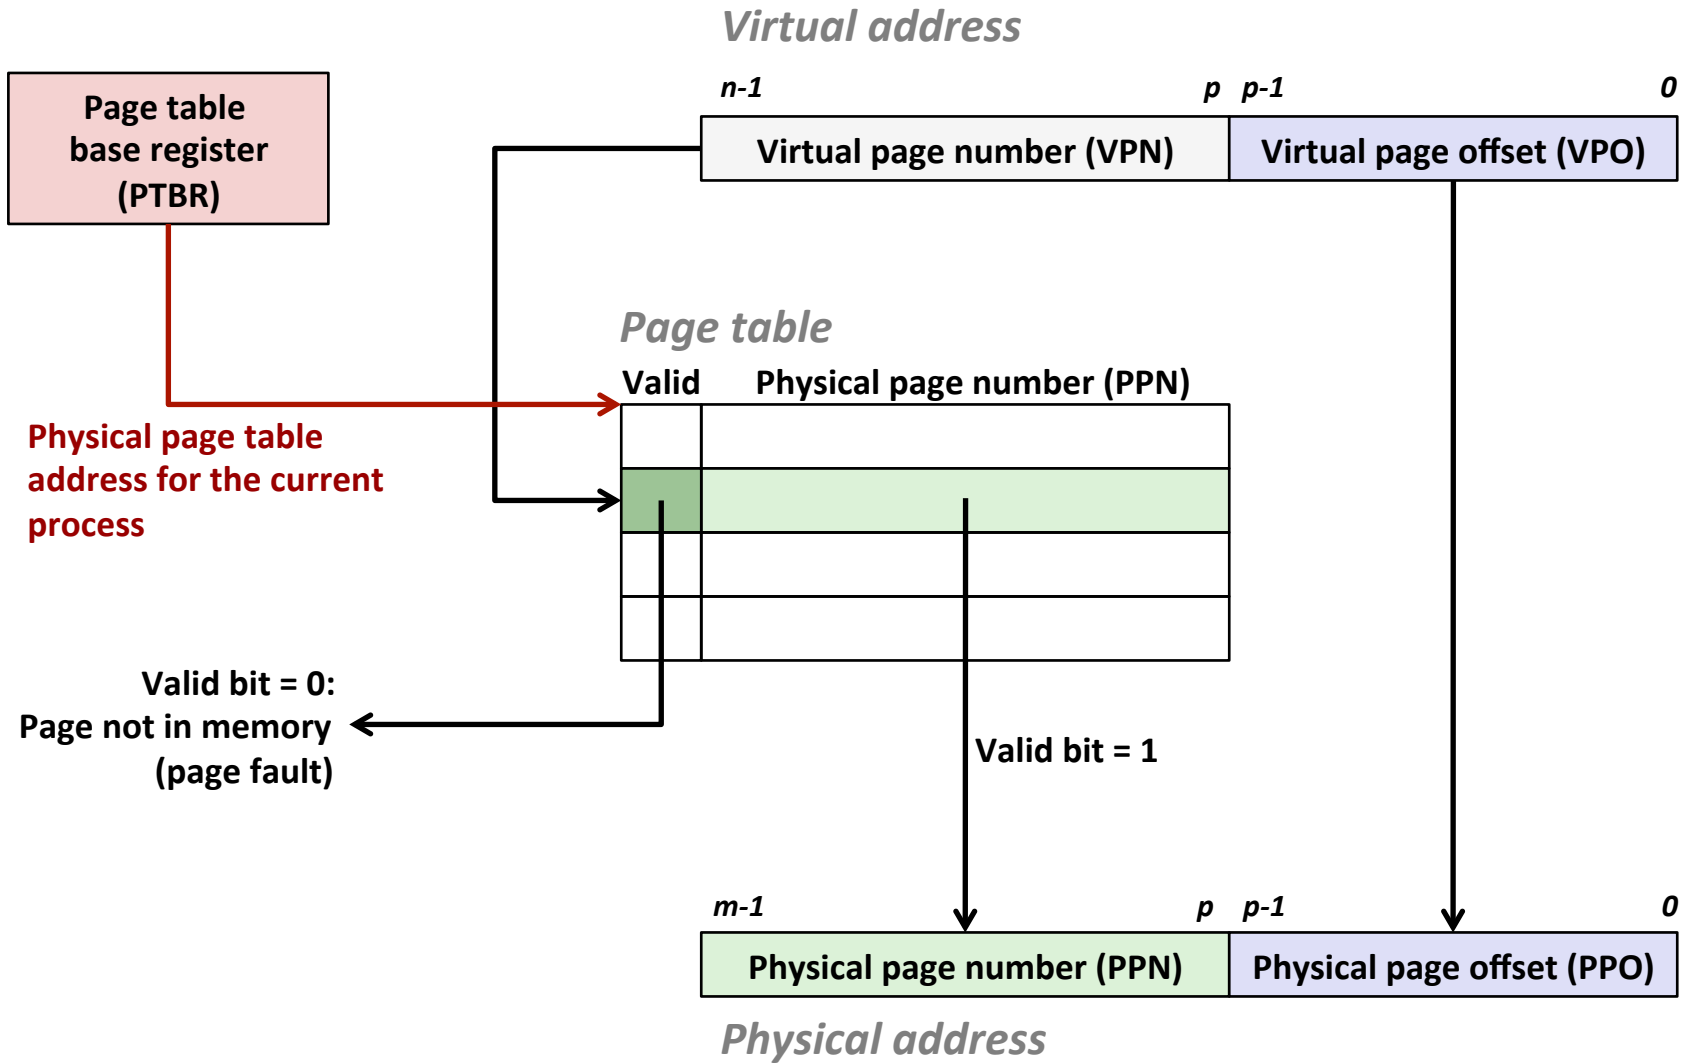 Virtual address
n-1 p p-1 0
Page table
base register
(PTBR)
Virtual page number (VPN) Virtual page offset (VPO)
Page table
Valid Physical page number (PPN)
Physical page table
address for the current
process
Valid bit = 0:
Page not in memory
(page fault)
Valid bit = 1
m-1 p p-1 0
Physical page number (PPN) Physical page offset (PPO)
Physical address